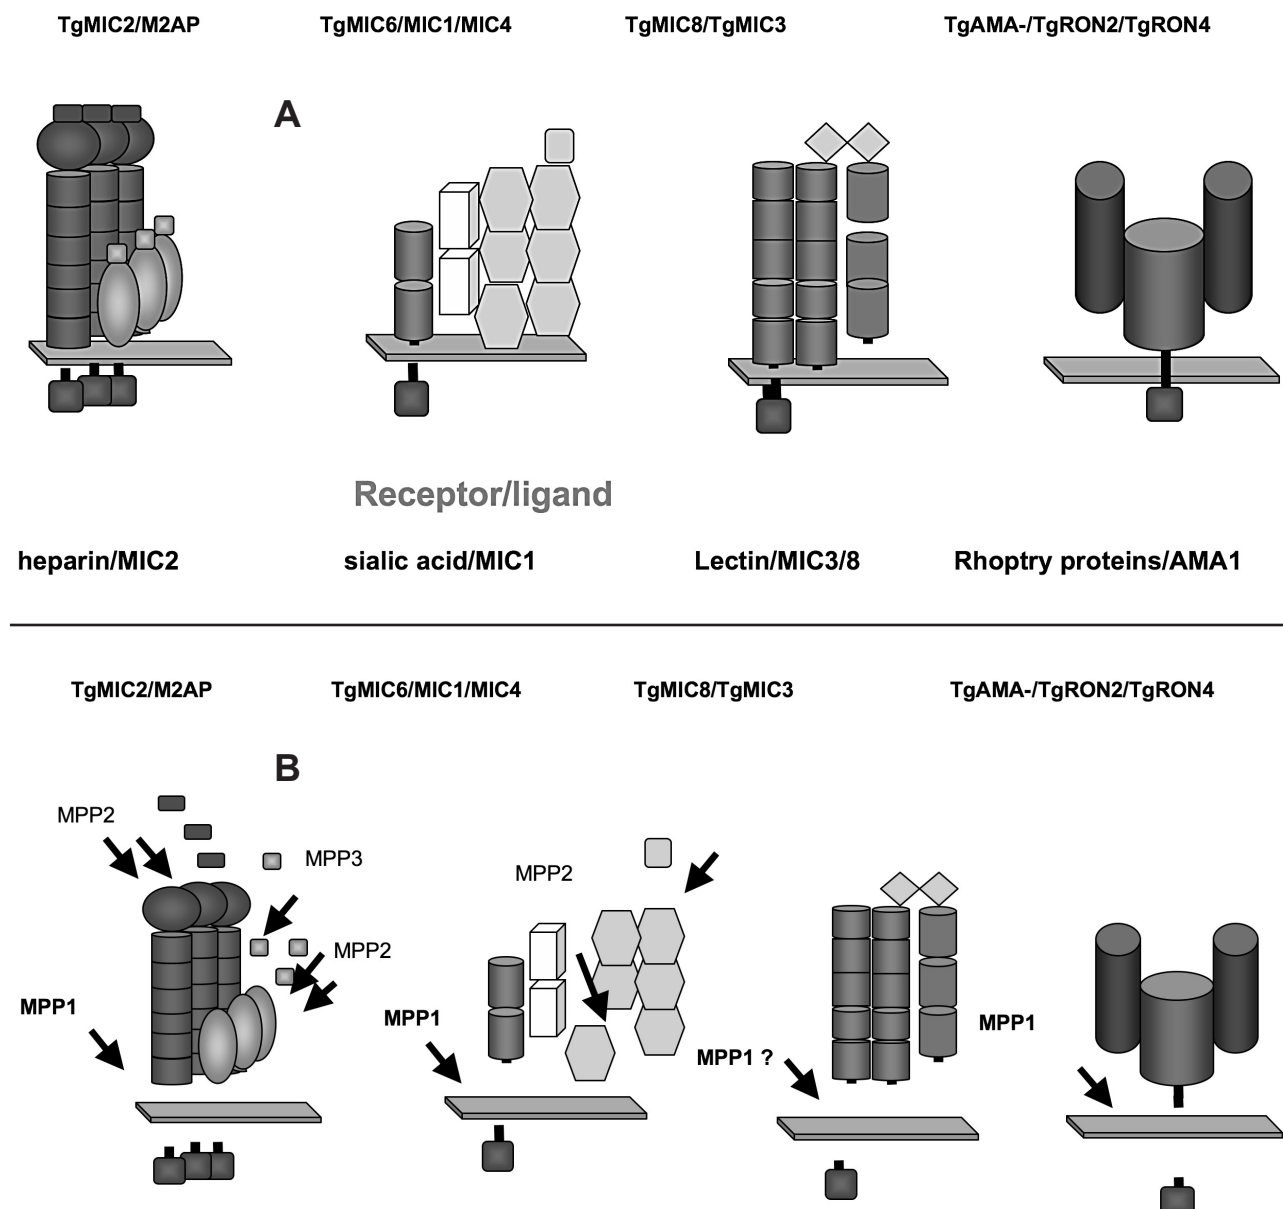 TgMIC2/M2AP
TgMIC6/MIC1/MIC4
TgMIC8/TgMIC3
TgAMA-/TgRON2/TgRON4
A
Receptor/ligand
heparin/MIC2
sialic acid/MIC1
Lectin/MIC3/8
Rhoptry proteins/AMA1
TgMIC2/M2AP
TgMIC6/MIC1/MIC4
TgMIC8/TgMIC3
TgAMA-/TgRON2/TgRON4
B
MPP2
MPP3
MPP2
MPP2
MPP1
MPP1
MPP1 ?
MPP1